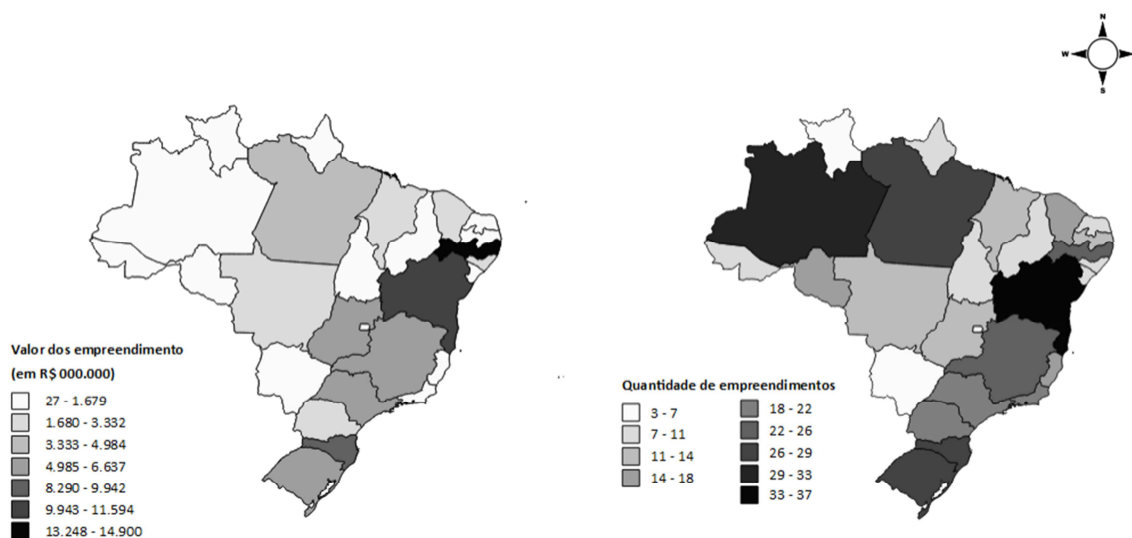 N
W
S
Valor dos empreendimento
(em R$ 000.000)
27 - 1.679
1.680 - 3.332
3.333 - 4.984
4.985 - 6.637
8.290 - 9.942
9.943 - 11.594
13.248 - 14.900
Quantidade de empreendimentos
3 - 7
7 - 11
11 - 14
14 - 18
18 - 22
22 - 26
26 - 29
29 - 33
33 - 37